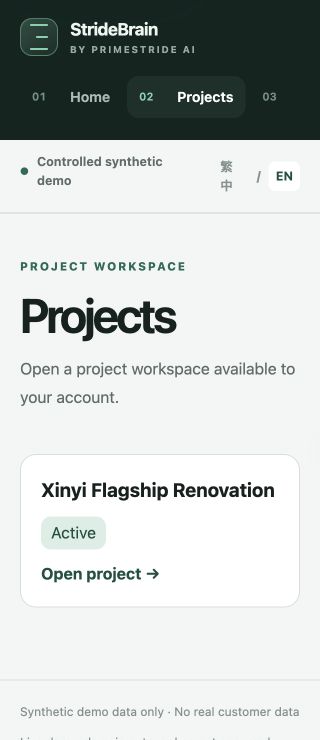 StrideBrain
BY PRIMESTRIDE AI
01 Home 02 Projects 03
Controlled synthetic
demo
繁
中
/ EN
PROJECT WORKSPACE
Projects
Open a project workspace available to
your account.
Xinyi Flagship Renovation
Active
Open project →
Synthetic demo data only · No real customer data